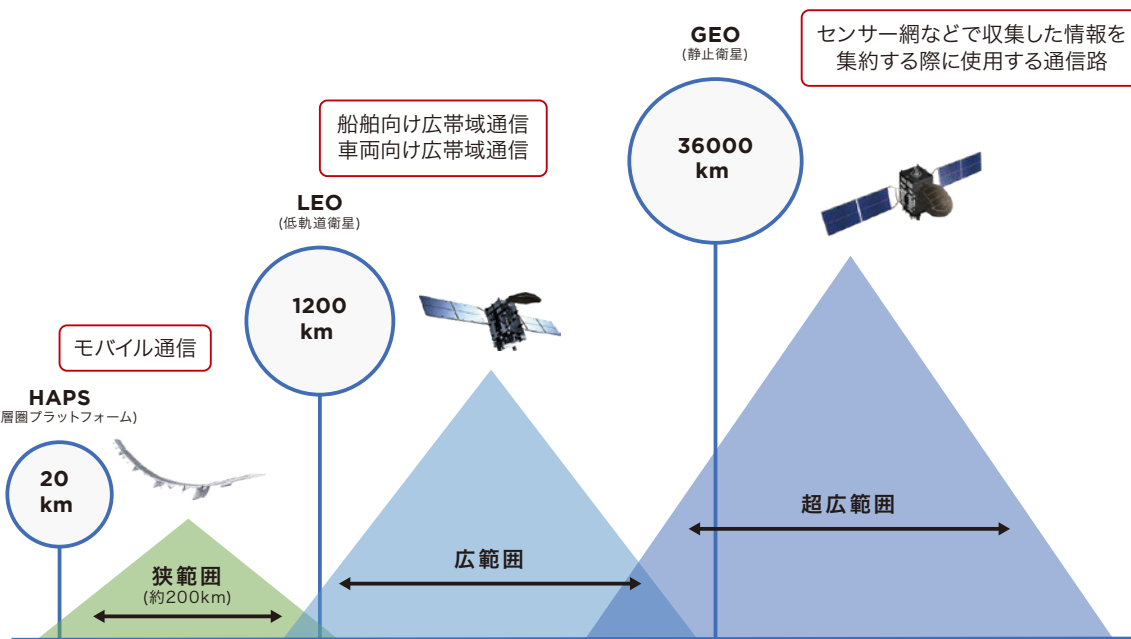 GEO
(静止衛星)
センサー網などで収集した情報を
集約する際に使用する通信路
36000
km
船舶向け広帯域通信
車両向け広帯域通信
LEO
(低軌道衛星)
1200
km
モバイル通信
HAPS
層圏プラットフォーム)
20
km
超広範囲
広範囲
狭範囲
(約200km)